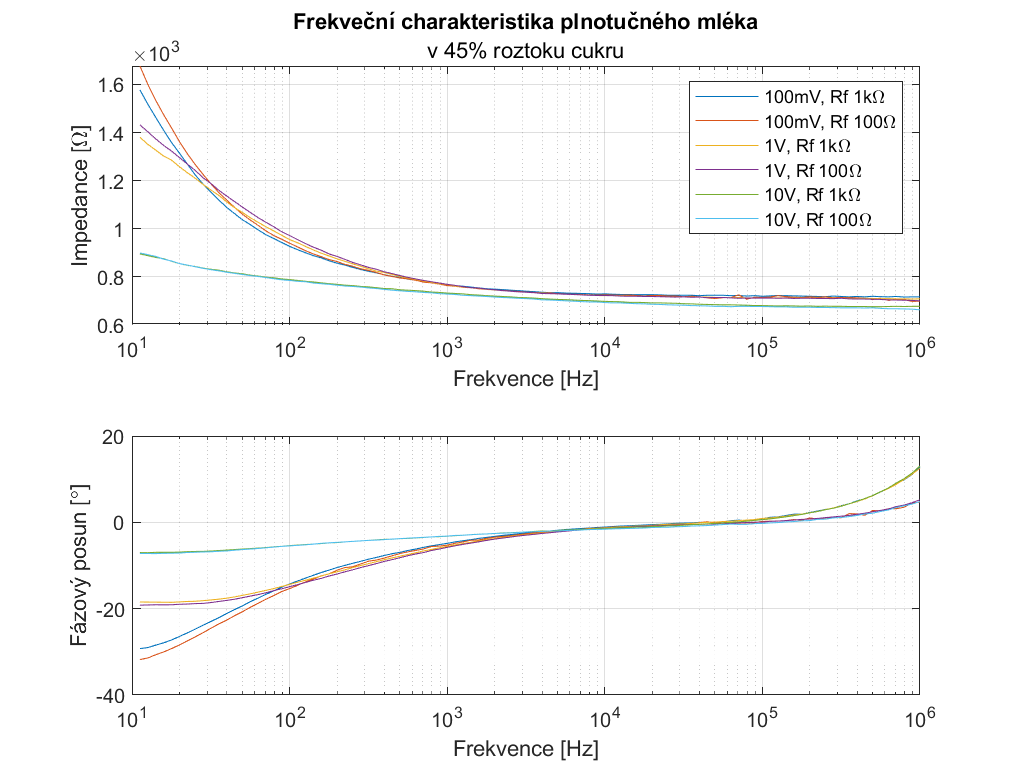 Frekveční charakteristika plnotučného mléka
v 45% roztoku cukru
×10^3
1.6
1.4
1.2
1
0.8
0.6
Impedance [Ω]
100mV, Rf 1kΩ
100mV, Rf 100Ω
1V, Rf 1kΩ
1V, Rf 100Ω
10V, Rf 1kΩ
10V, Rf 100Ω
10^1 10^2 10^3 10^4 10^5 10^6
Frekvence [Hz]
20
0
-20
-40
Fázový posun [°]
10^1 10^2 10^3 10^4 10^5 10^6
Frekvence [Hz]